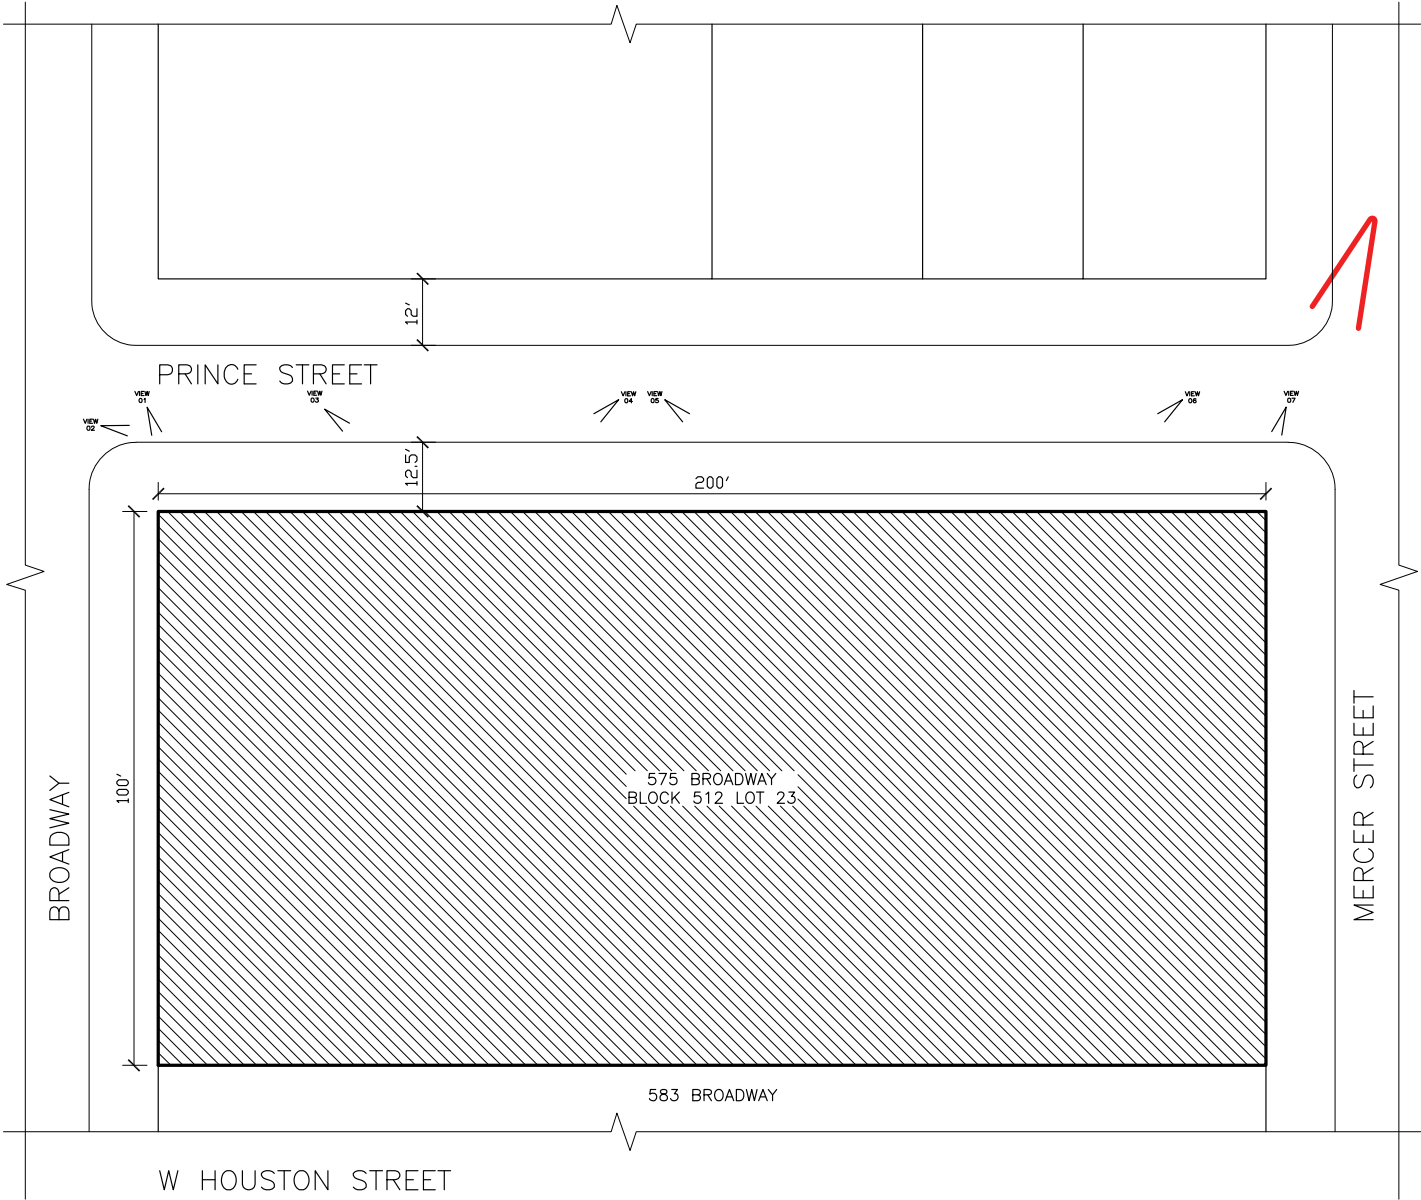 12'
PRINCE STREET
VIEW
01
VIEW
02
VIEW
03
VIEW
04
VIEW
05
VIEW
06
VIEW
07
12.5'
200'
100'
575 BROADWAY
BLOCK 512 LOT 23
BROADWAY
MERCER STREET
583 BROADWAY
W HOUSTON STREET